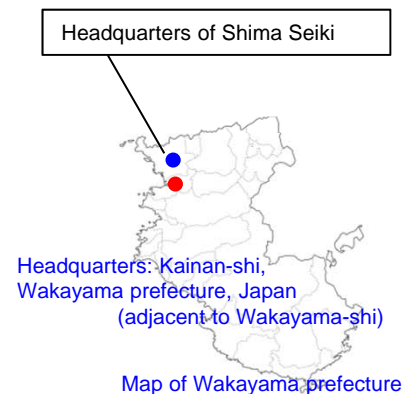 Headquarters of Shima Seiki
Headquarters: Kainan-shi,
Wakayama prefecture, Japan
(adjacent to Wakayama-shi)
Map of Wakayama prefecture